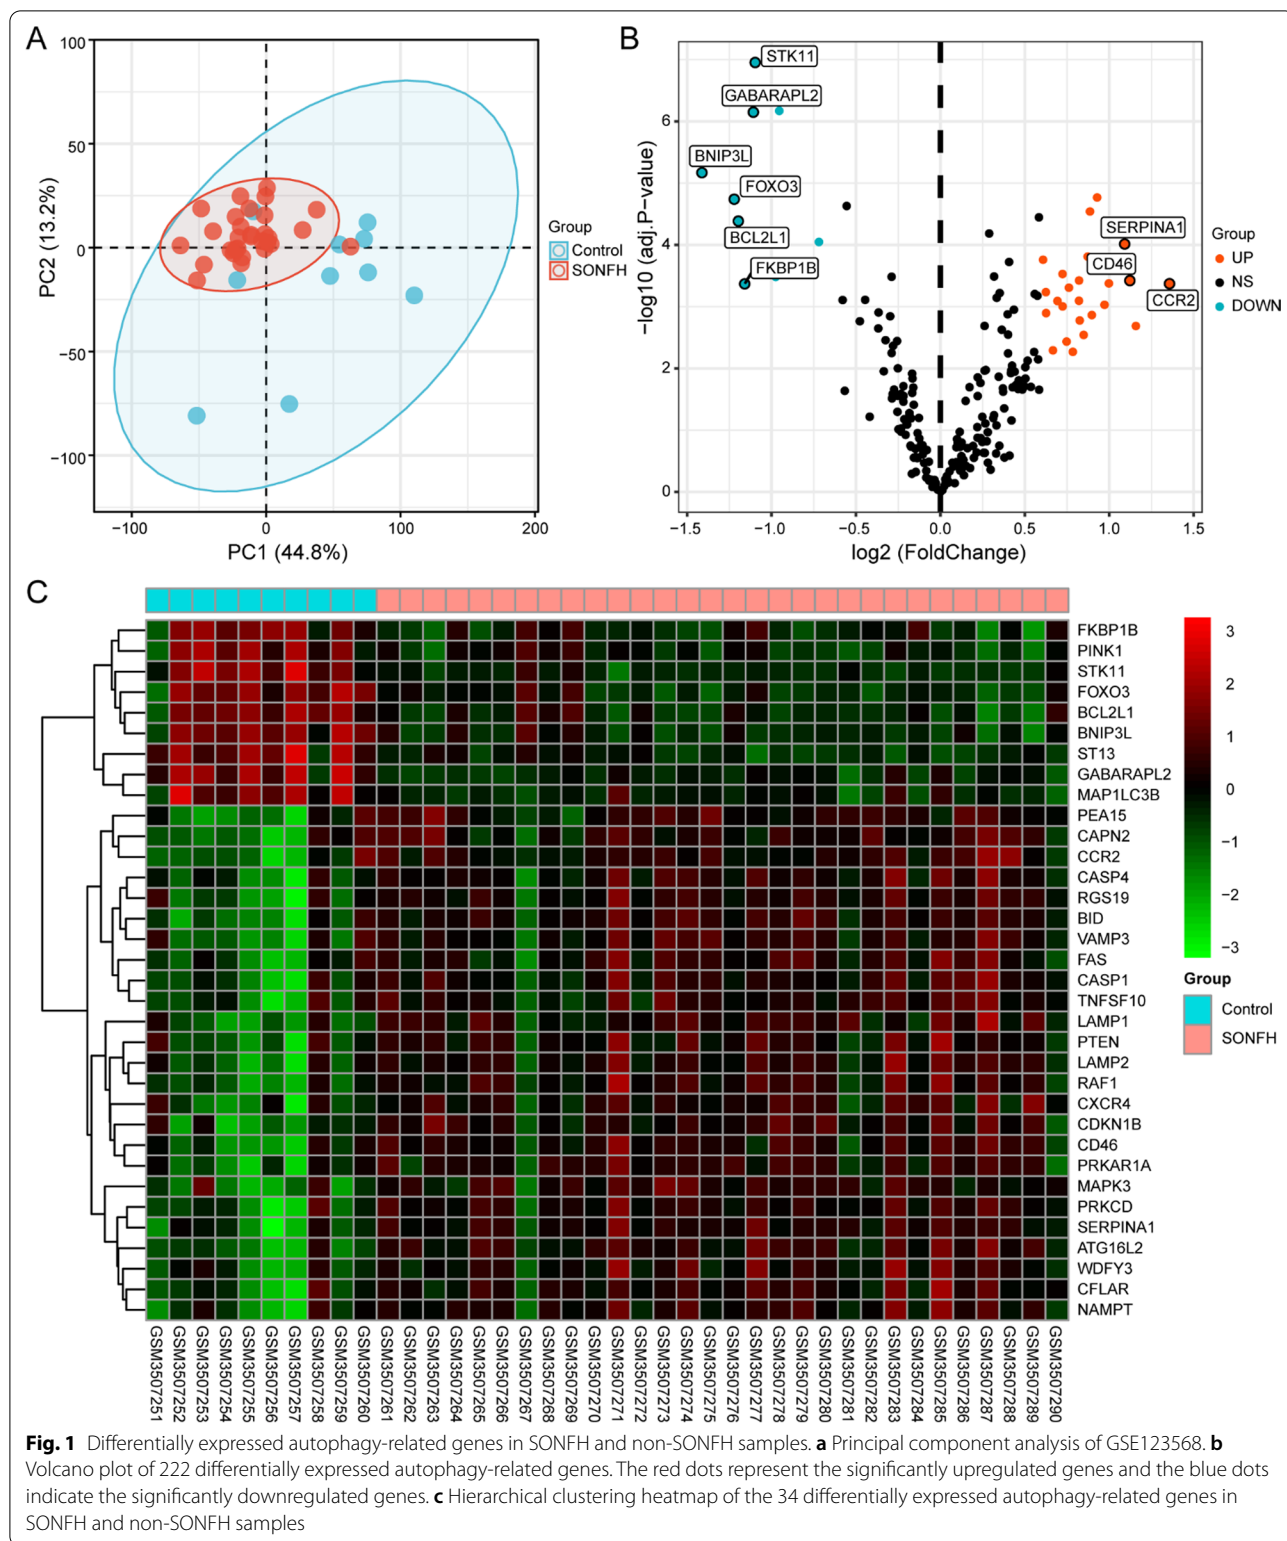 A
100
50
0
−50
−100
−100
0
100
200
PC2 (13.2%)
PC1 (44.8%)
Group
Control
SONFH
B
STK11
GABARAPL2
BNIP3L
FOXO3
BCL2L1
FKBP1B
SERPINA1
CD46
CCR2
6
4
2
0
−1.5
−1.0
−0.5
0.0
0.5
1.0
1.5
−log10 (adj.P-value)
log2 (FoldChange)
Group
UP
NS
DOWN
C
FKBP1B
PINK1
STK11
FOXO3
BCL2L1
BNIP3L
ST13
GABARAPL2
MAP1LC3B
PEA15
CAPN2
CCR2
CASP4
RGS19
BID
VAMP3
FAS
CASP1
TNFSF10
LAMP1
PTEN
LAMP2
RAF1
CXCR4
CDKN1B
CD46
PRKAR1A
MAPK3
PRKCD
SERPINA1
ATG16L2
WDFY3
CFLAR
NAMPT
3
2
1
0
−1
−2
−3
Group
Control
SONFH
GSM3507251
GSM3507252
GSM3507253
GSM3507254
GSM3507255
GSM3507256
GSM3507257
GSM3507258
GSM3507259
GSM3507260
GSM3507261
GSM3507262
GSM3507263
GSM3507264
GSM3507265
GSM3507266
GSM3507267
GSM3507268
GSM3507269
GSM3507270
GSM3507271
GSM3507272
GSM3507273
GSM3507274
GSM3507275
GSM3507276
GSM3507277
GSM3507278
GSM3507279
GSM3507280
GSM3507281
GSM3507282
GSM3507283
GSM3507284
GSM3507285
GSM3507286
GSM3507287
GSM3507288
GSM3507289
GSM3507290
Fig. 1 Differentially expressed autophagy-related genes in SONFH and non-SONFH samples. a Principal component analysis of GSE123568. b
Volcano plot of 222 differentially expressed autophagy-related genes. The red dots represent the significantly upregulated genes and the blue dots
indicate the significantly downregulated genes. c Hierarchical clustering heatmap of the 34 differentially expressed autophagy-related genes in
SONFH and non-SONFH samples